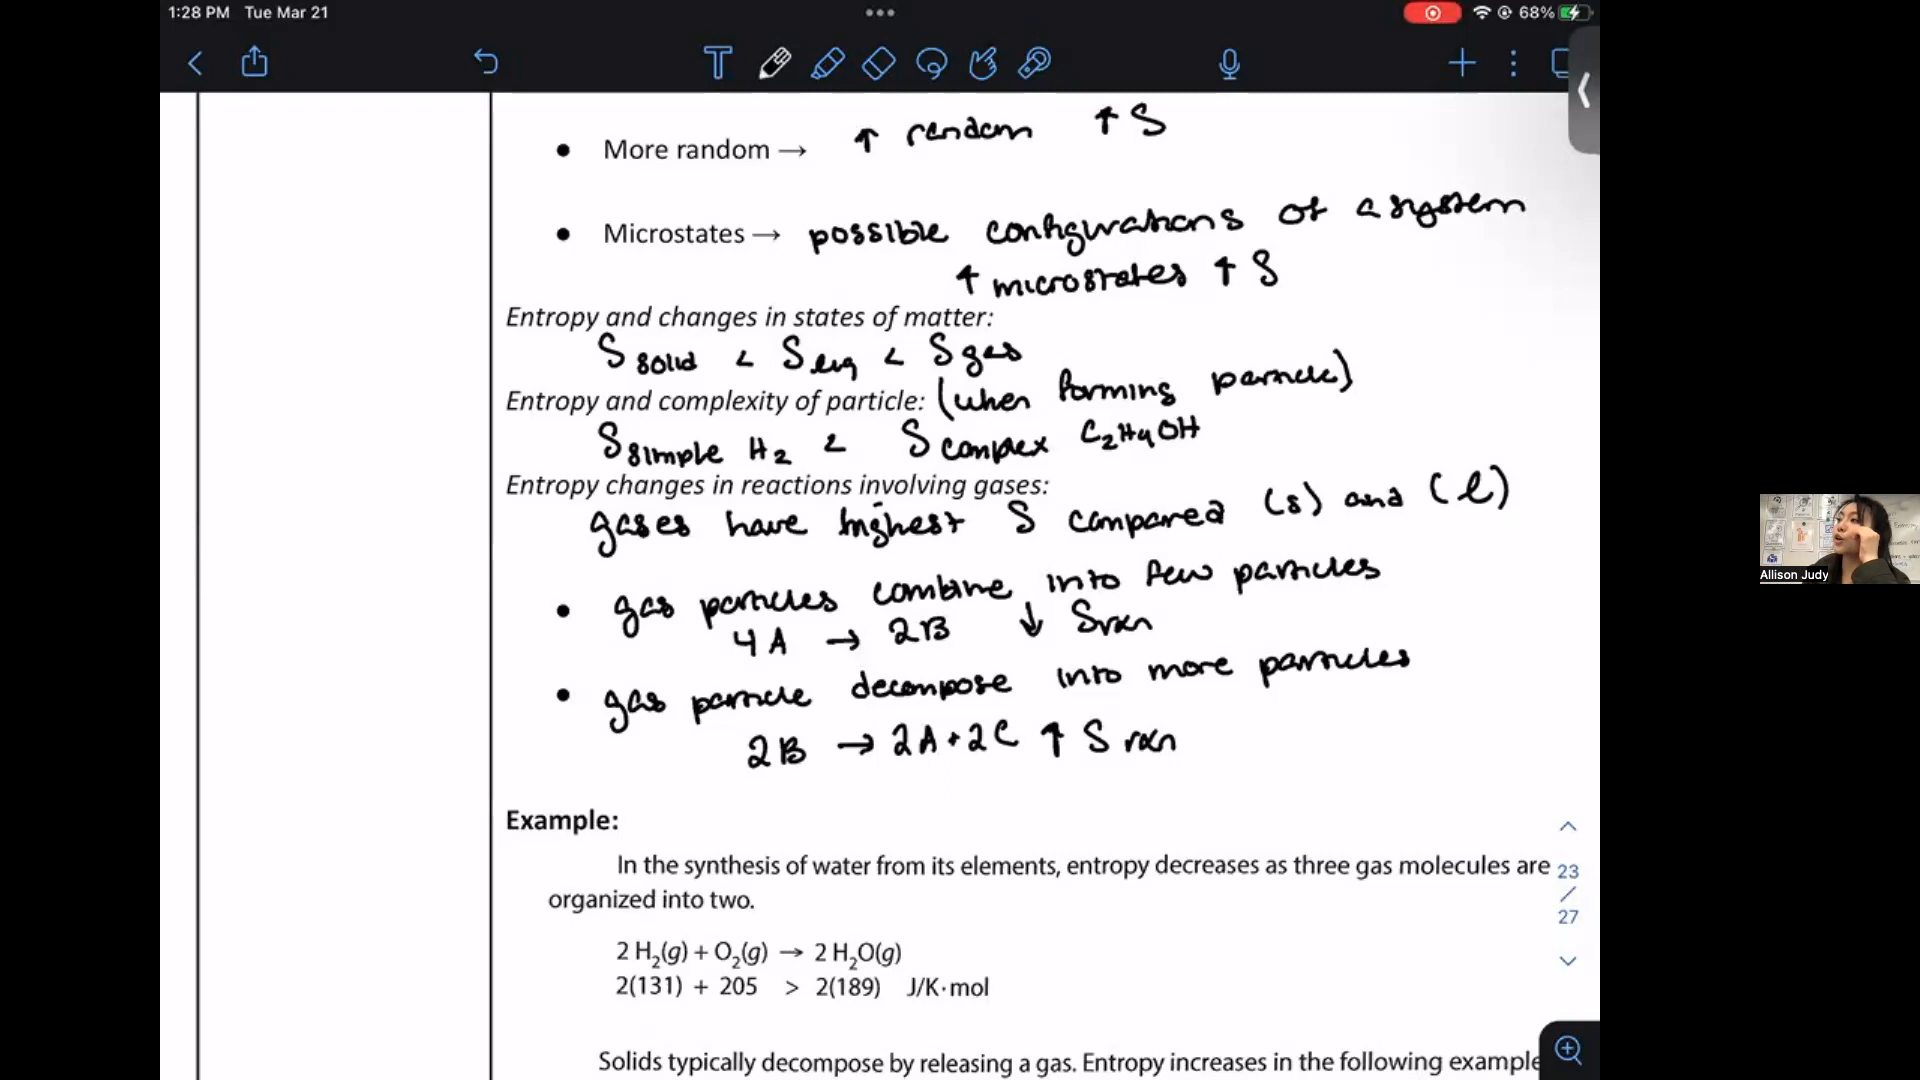 1:28 PM Tue Mar 21
68%
• More random → ↑ random ↑ S
• Microstates → possible configurations of a system
↑ microstates ↑ S
Entropy and changes in states of matter:
S solid < S liq < S gas
Entropy and complexity of particle: (when forming particle)
S simple H2 < S complex C2H4OH
Entropy changes in reactions involving gases:
gases have highest S compared (s) and (l)
• gas particles combine into few particles
4A → 2B ↓ Srxn
• gas particle decompose into more particles
2B → 2A + 2C ↑ S rxn
Example:
In the synthesis of water from its elements, entropy decreases as three gas molecules are
organized into two.
2 H₂(g) + O₂(g) → 2 H₂O(g)
2(131) + 205 > 2(189) J/K·mol
Solids typically decompose by releasing a gas. Entropy increases in the following example
23
/
27
Allison Judy